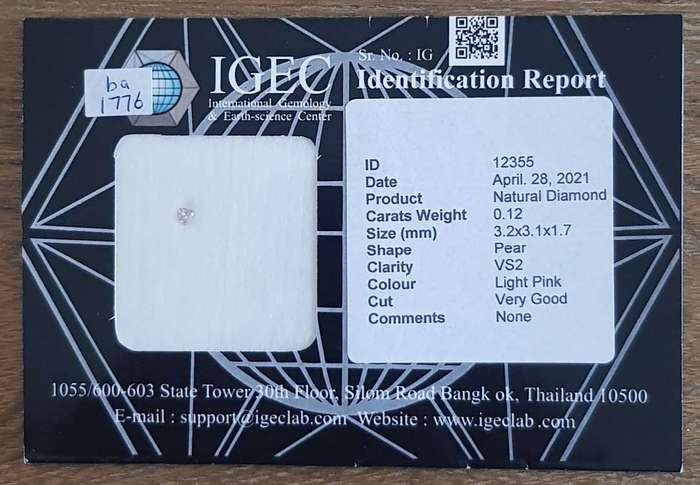 ba
1776
IGEC
International Gemology
& Earth-science Center
Sr. No. : IG
Identification Report
ID 12355
Date April. 28, 2021
Product Natural Diamond
Carats Weight 0.12
Size (mm) 3.2x3.1x1.7
Shape Pear
Clarity VS2
Colour Light Pink
Cut Very Good
Comments None
1055/600-603 State Tower 30th Floor, Silom Road Bangk ok, Thailand 10500
E-mail : support@igeclab.com Website : www.igeclab.com